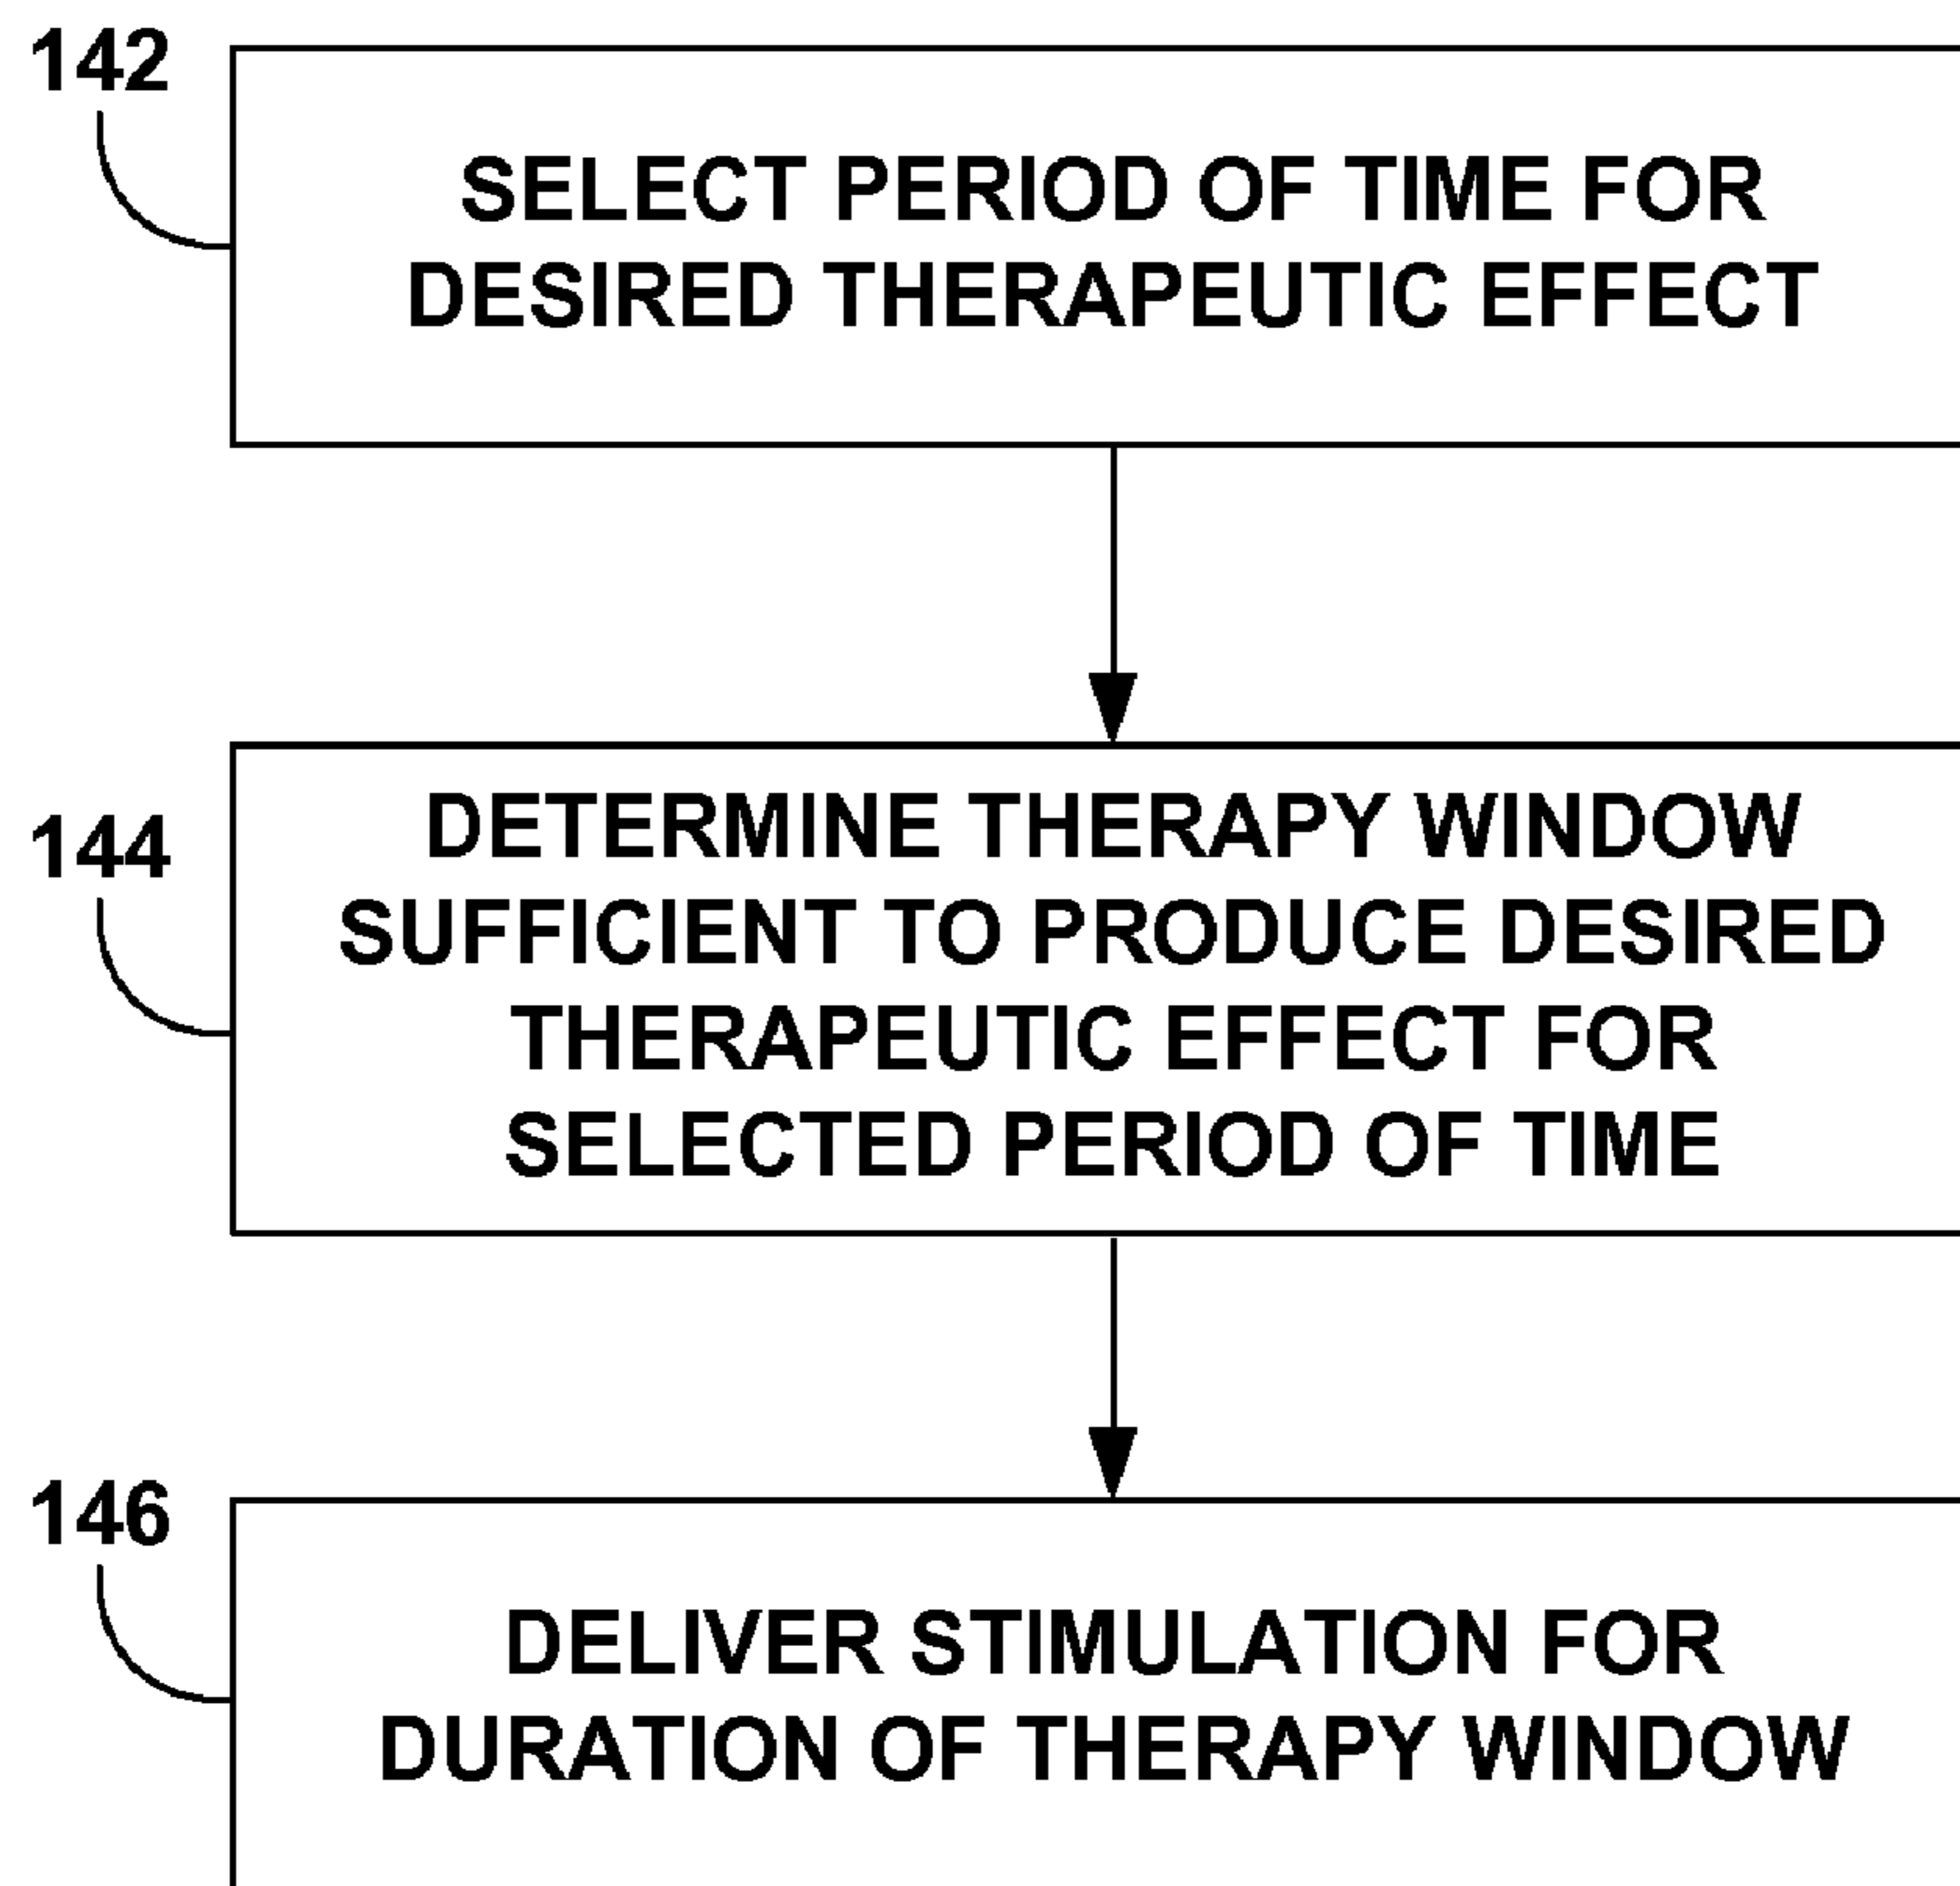 142
SELECT PERIOD OF TIME FOR
DESIRED THERAPEUTIC EFFECT
144
DETERMINE THERAPY WINDOW
SUFFICIENT TO PRODUCE DESIRED
THERAPEUTIC EFFECT FOR
SELECTED PERIOD OF TIME
146
DELIVER STIMULATION FOR
DURATION OF THERAPY WINDOW